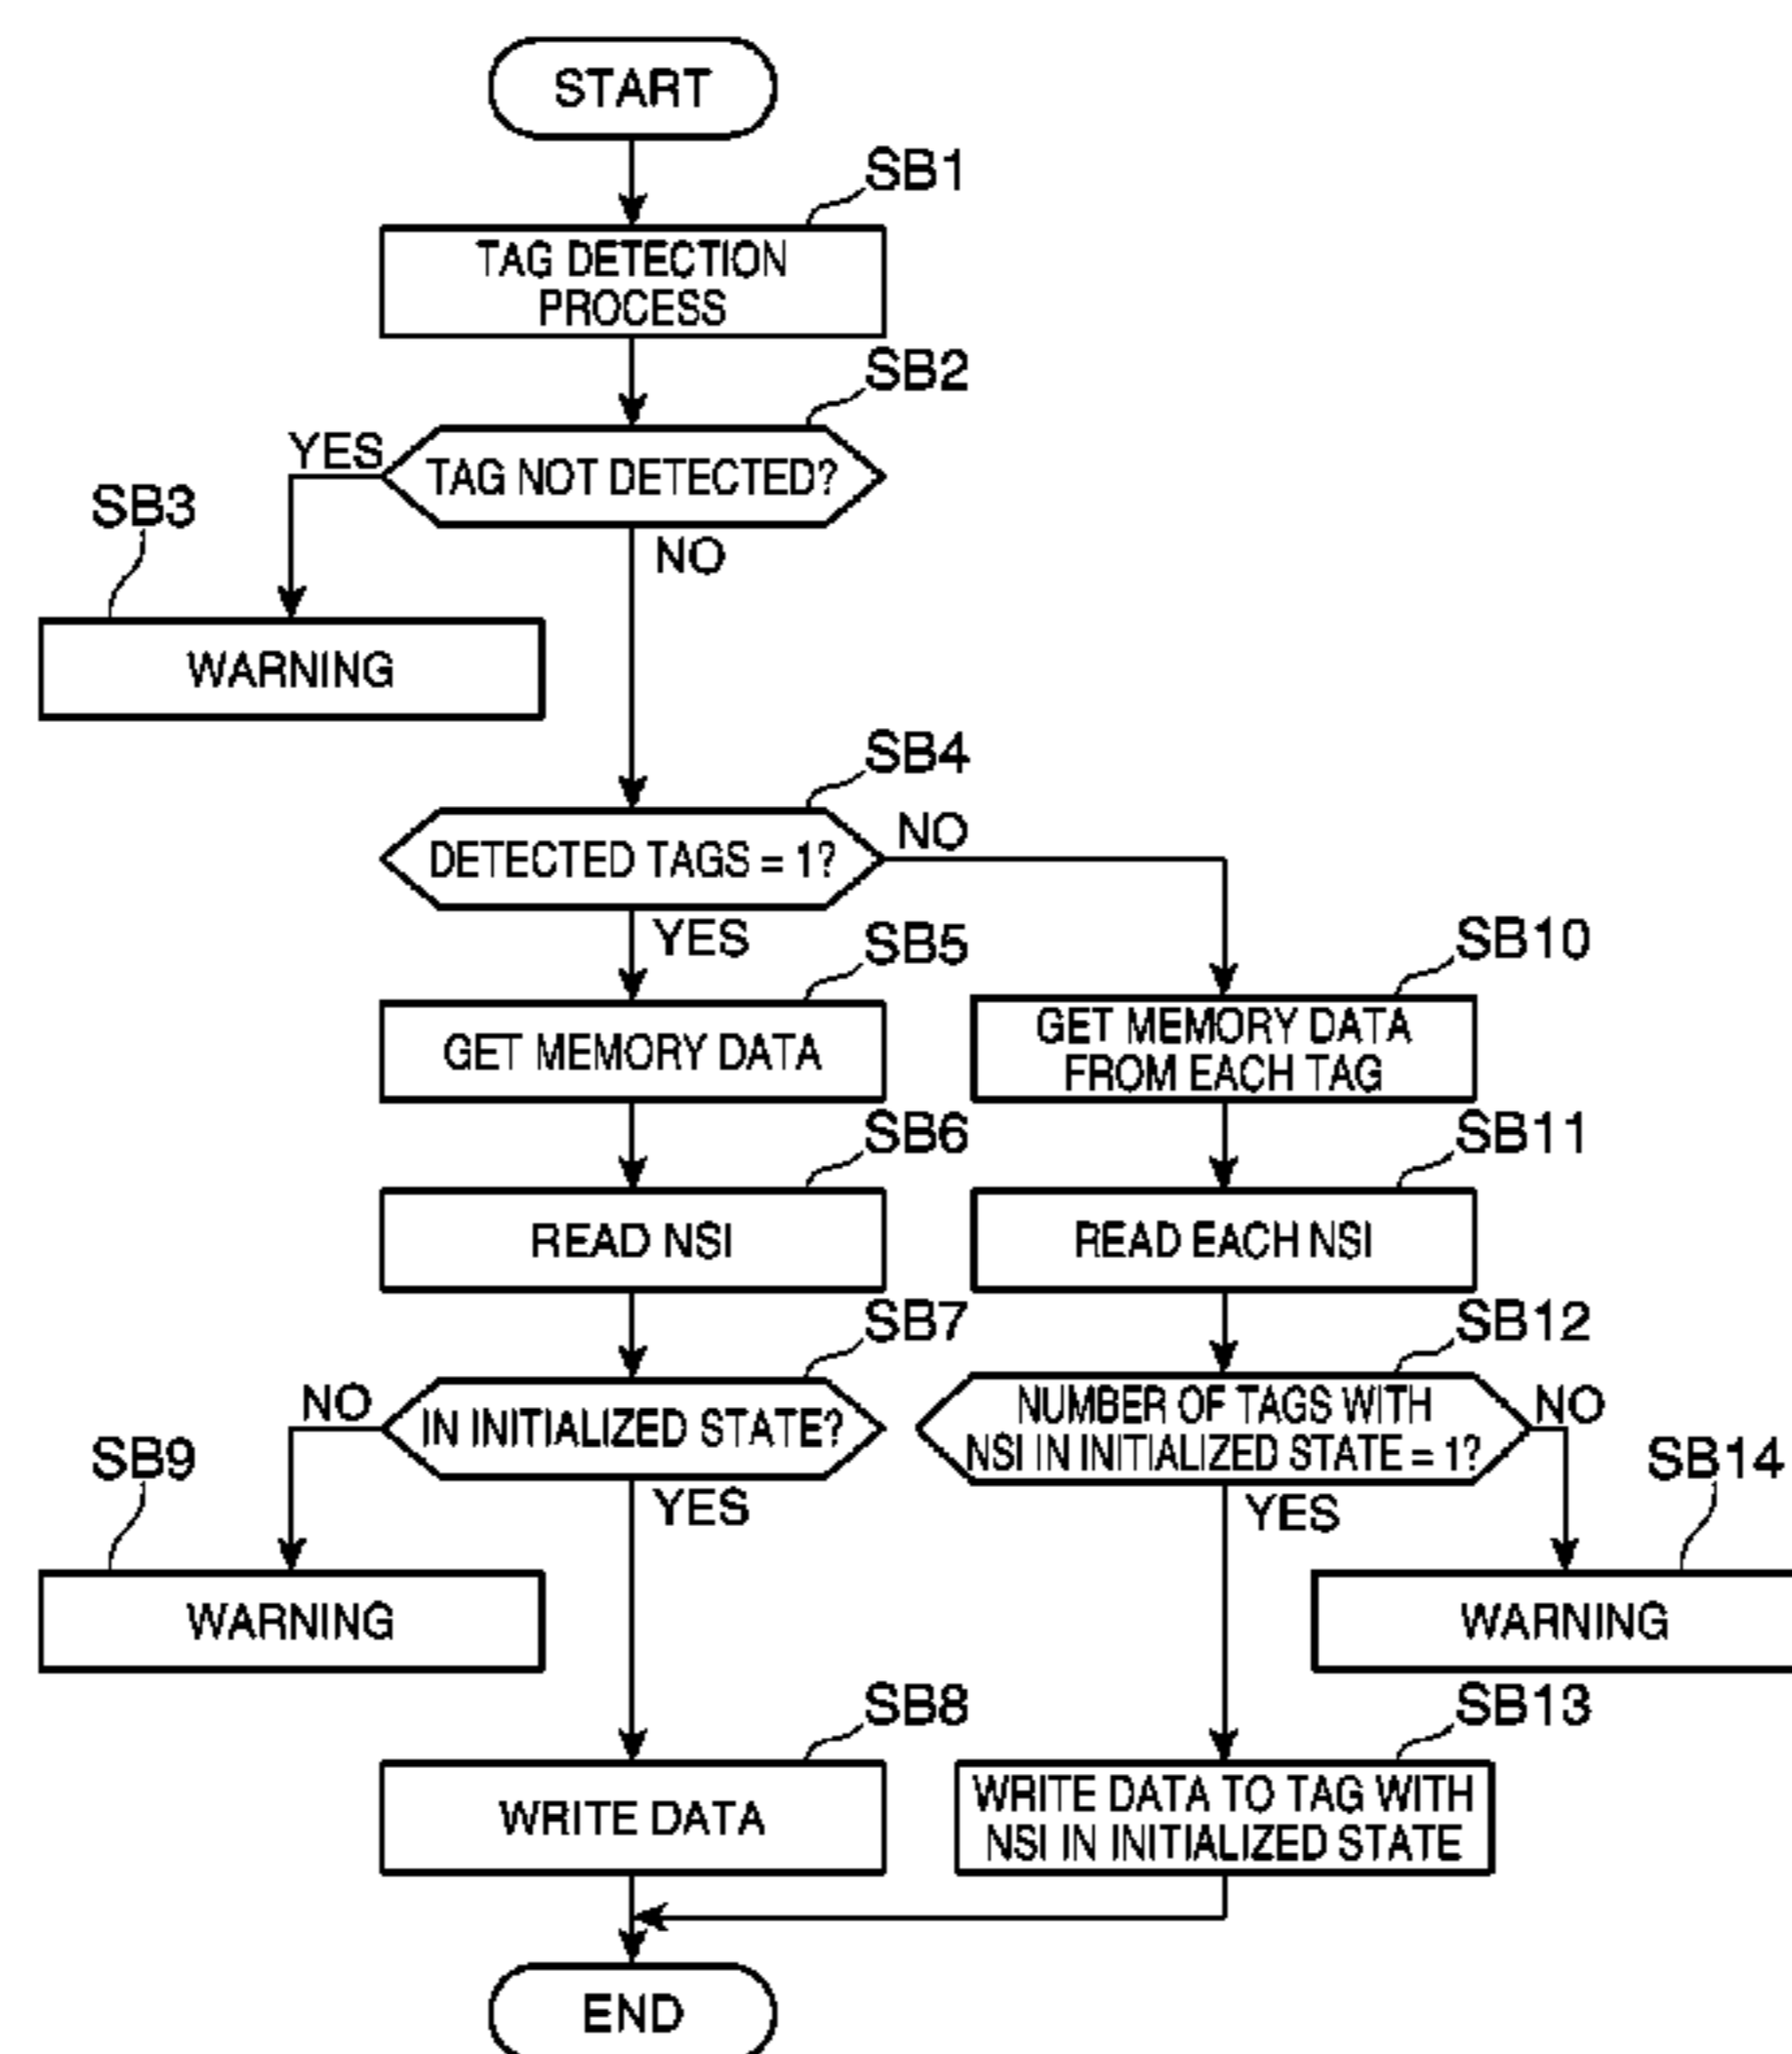 START
SB1
TAG DETECTION
PROCESS
SB2
YES
TAG NOT DETECTED?
SB3
NO
WARNING
SB4
DETECTED TAGS = 1?
NO
YES
SB5
SB10
GET MEMORY DATA
GET MEMORY DATA
FROM EACH TAG
SB6
SB11
READ NSI
READ EACH NSI
SB7
SB12
NO
IN INITIALIZED STATE?
NUMBER OF TAGS WITH
NSI IN INITIALIZED STATE = 1?
NO
SB9
SB14
YES
YES
WARNING
WARNING
SB8
SB13
WRITE DATA
WRITE DATA TO TAG WITH
NSI IN INITIALIZED STATE
END